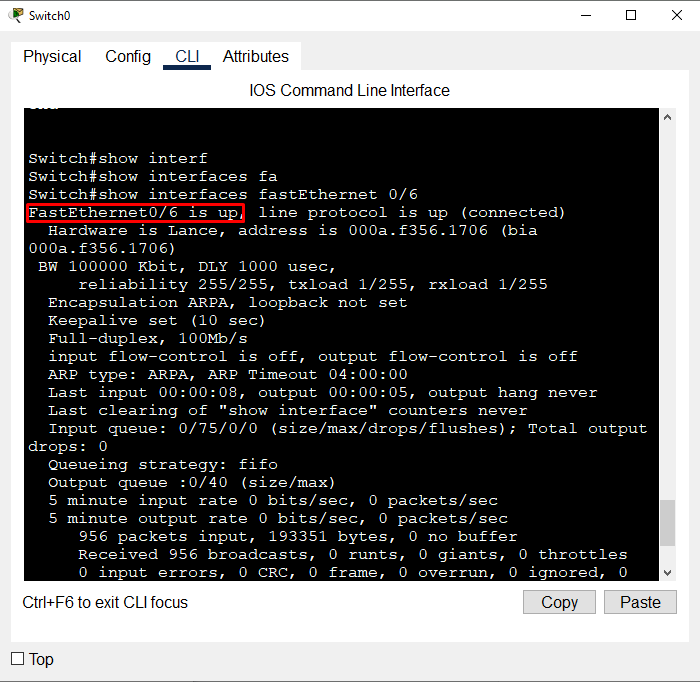 Switch0
Physical Config CLI Attributes
IOS Command Line Interface
Switch#show interf
Switch#show interfaces fa
Switch#show interfaces fastEthernet 0/6
FastEthernet0/6 is up, line protocol is up (connected)
Hardware is Lance, address is 000a.f356.1706 (bia
000a.f356.1706)
BW 100000 Kbit, DLY 1000 usec,
reliability 255/255, txload 1/255, rxload 1/255
Encapsulation ARPA, loopback not set
Keepalive set (10 sec)
Full-duplex, 100Mb/s
input flow-control is off, output flow-control is off
ARP type: ARPA, ARP Timeout 04:00:00
Last input 00:00:08, output 00:00:05, output hang never
Last clearing of "show interface" counters never
Input queue: 0/75/0/0 (size/max/drops/flushes); Total output
drops: 0
Queueing strategy: fifo
Output queue :0/40 (size/max)
5 minute input rate 0 bits/sec, 0 packets/sec
5 minute output rate 0 bits/sec, 0 packets/sec
956 packets input, 193351 bytes, 0 no buffer
Received 956 broadcasts, 0 runts, 0 giants, 0 throttles
0 input errors, 0 CRC, 0 frame, 0 overrun, 0 ignored, 0
Ctrl+F6 to exit CLI focus
Copy Paste
Top